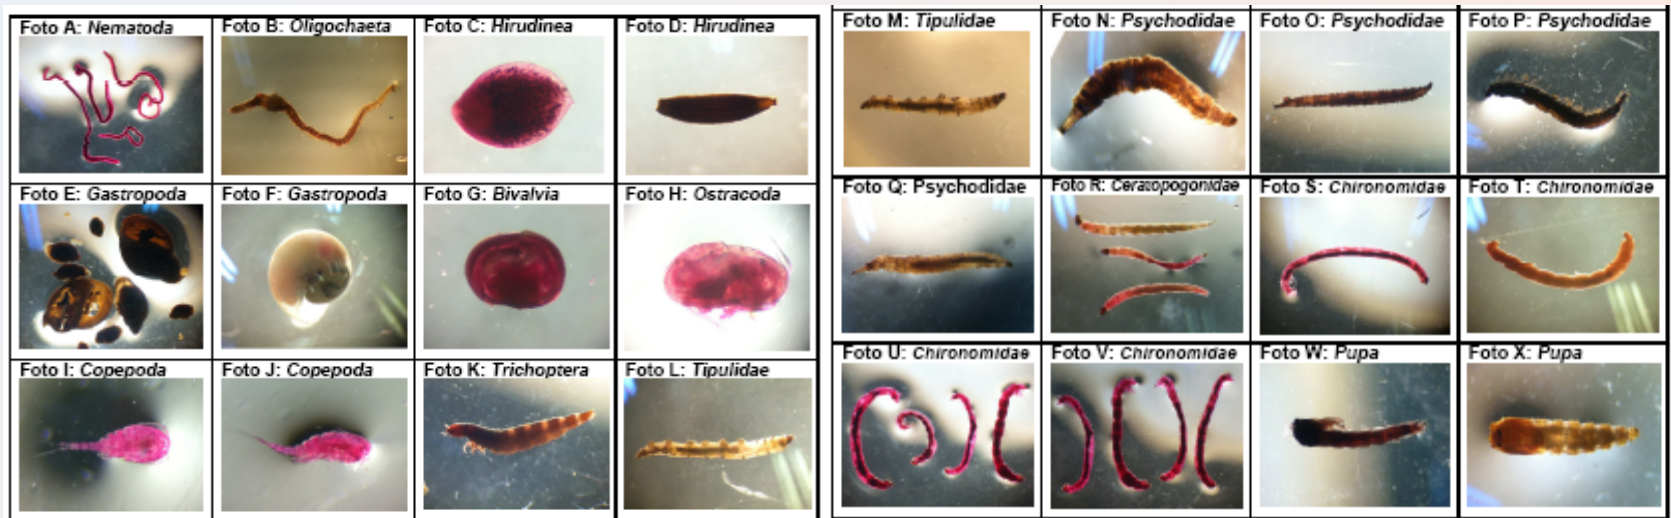 Foto A: Nematoda
Foto B: Oligochaeta
Foto C: Hirudinea
Foto D: Hirudinea
Foto E: Gastropoda
Foto F: Gastropoda
Foto G: Bivalvia
Foto H: Ostracoda
Foto I: Copepoda
Foto J: Copepoda
Foto K: Trichoptera
Foto L: Tipulidae
Foto M: Tipulidae
Foto N: Psychodidae
Foto O: Psychodidae
Foto P: Psychodidae
Foto Q: Psychodidae
Foto R: Ceratopogonidae
Foto S: Chironomidae
Foto T: Chironomidae
Foto U: Chironomidae
Foto V: Chironomidae
Foto W: Pupa
Foto X: Pupa